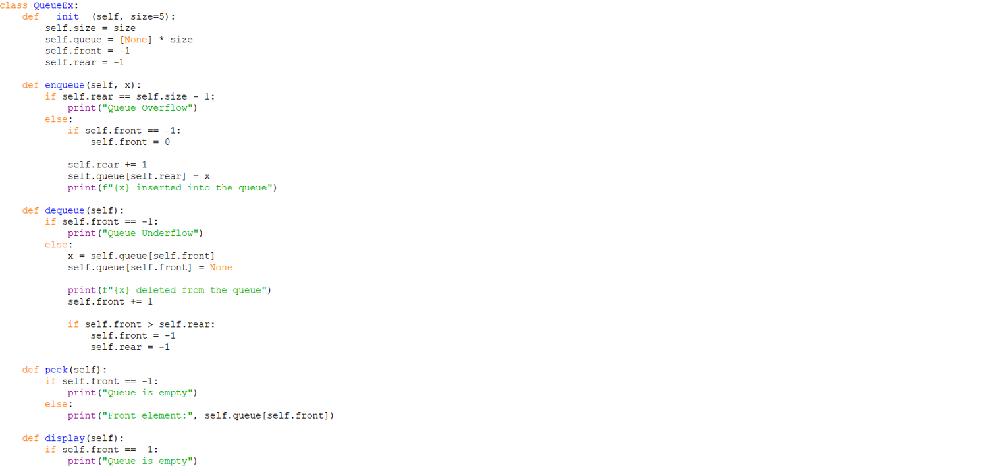 class QueueEx:
    def __init__(self, size=5):
        self.size = size
        self.queue = [None] * size
        self.front = -1
        self.rear = -1

    def enqueue(self, x):
        if self.rear == self.size - 1:
            print("Queue Overflow")
        else:
            if self.front == -1:
                self.front = 0

            self.rear += 1
            self.queue[self.rear] = x
            print(f"{x} inserted into the queue")

    def dequeue(self):
        if self.front == -1:
            print("Queue Underflow")
        else:
            x = self.queue[self.front]
            self.queue[self.front] = None

            print(f"{x} deleted from the queue")
            self.front += 1

            if self.front > self.rear:
                self.front = -1
                self.rear = -1

    def peek(self):
        if self.front == -1:
            print("Queue is empty")
        else:
            print("Front element:", self.queue[self.front])

    def display(self):
        if self.front == -1:
            print("Queue is empty")